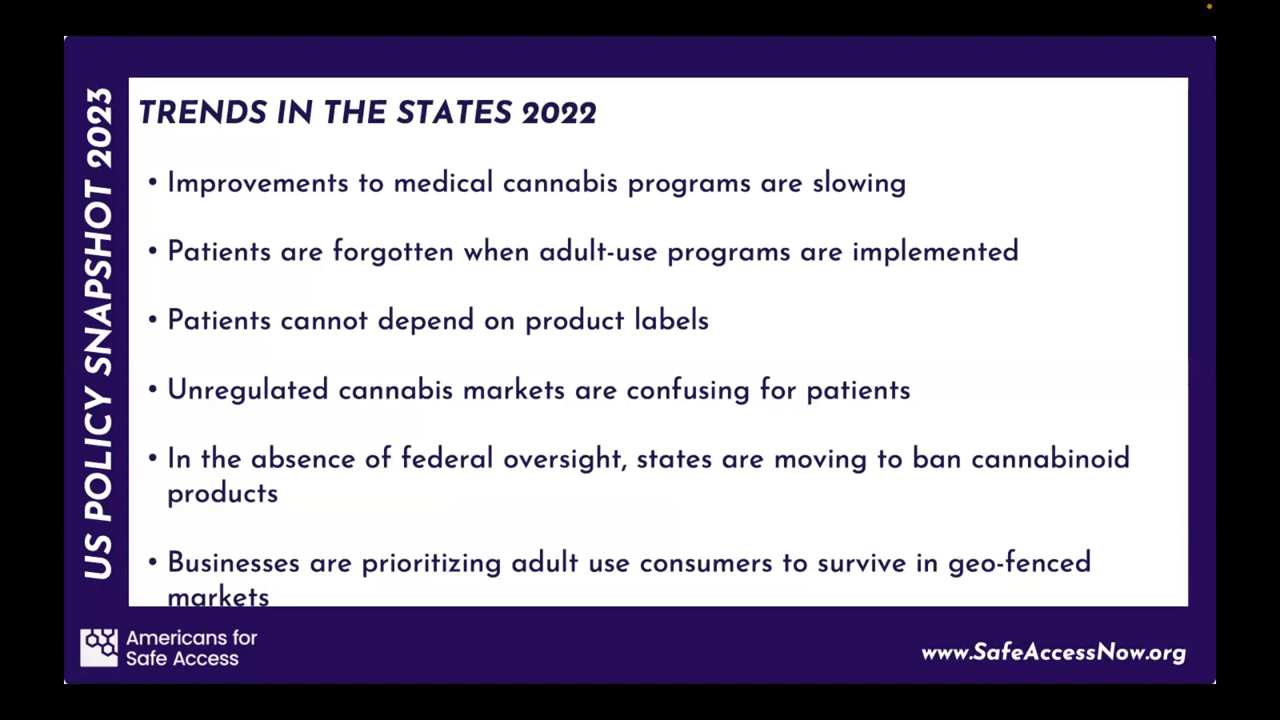 US POLICY SNAPSHOT 2023
TRENDS IN THE STATES 2022
• Improvements to medical cannabis programs are slowing
• Patients are forgotten when adult-use programs are implemented
• Patients cannot depend on product labels
• Unregulated cannabis markets are confusing for patients
• In the absence of federal oversight, states are moving to ban cannabinoid
products
• Businesses are prioritizing adult use consumers to survive in geo-fenced
markets
Americans for
Safe Access
www.SafeAccessNow.org